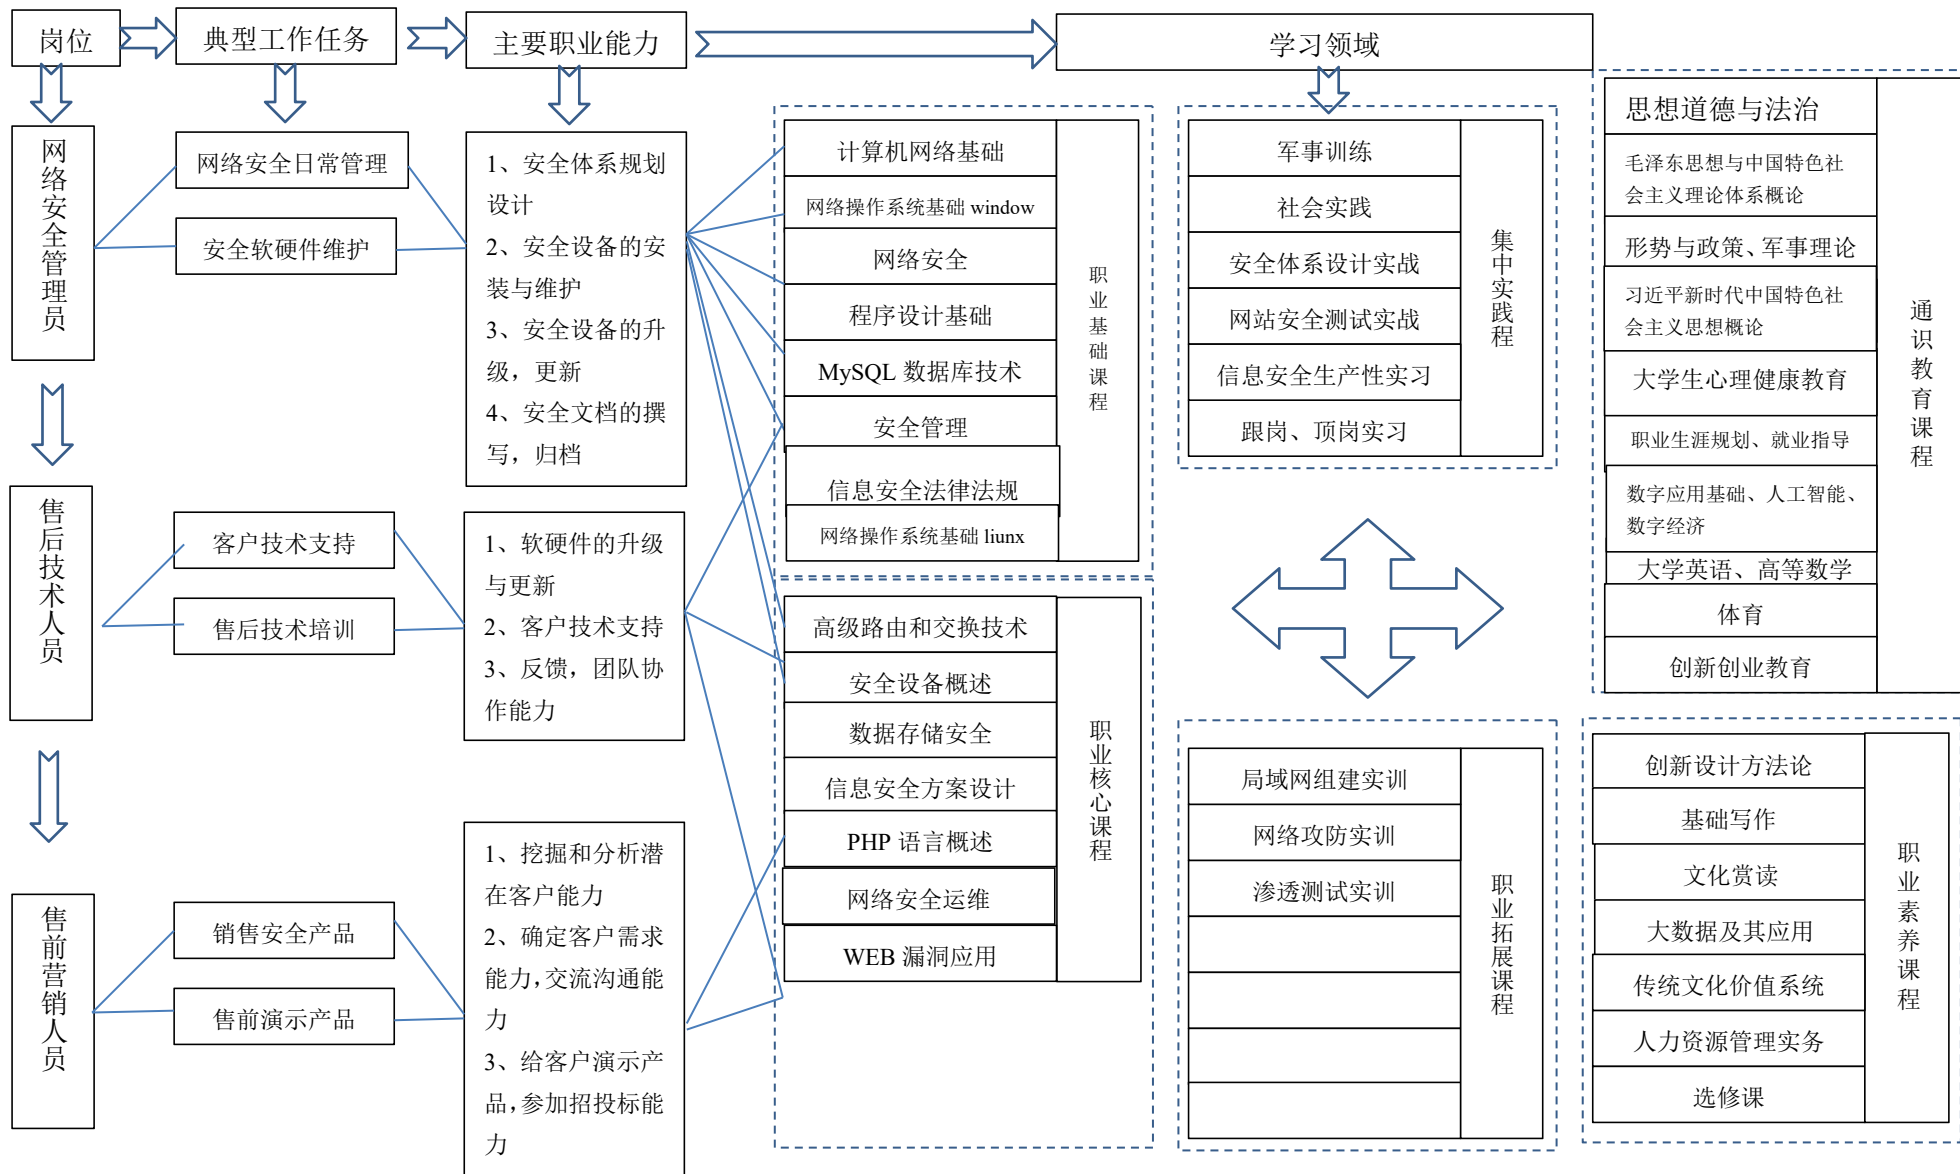 岗位
典型工作任务
主要职业能力
学习领域
网络安全管理员
网络安全日常管理
安全软硬件维护
1、安全体系规划
设计
2、安全设备的安
装与维护
3、安全设备的升
级，更新
4、安全文档的撰
写，归档
售后技术人员
客户技术支持
售后技术培训
1、软硬件的升级
与更新
2、客户技术支持
3、反馈，团队协
作能力
售前营销人员
销售安全产品
售前演示产品
1、挖掘和分析潜
在客户能力
2、确定客户需求
能力，交流沟通能
力
3、给客户演示产
品，参加招投标能
力
计算机网络基础
网络操作系统基础 window
网络安全
程序设计基础
MySQL 数据库技术
安全管理
信息安全法律法规
网络操作系统基础 liunx
职业基础课程
高级路由和交换技术
安全设备概述
数据存储安全
信息安全方案设计
PHP 语言概述
网络安全运维
WEB 漏洞应用
职业核心课程
军事训练
社会实践
安全体系设计实战
网站安全测试实战
信息安全生产性实习
跟岗、顶岗实习
集中实践程
局域网组建实训
网络攻防实训
渗透测试实训
职业拓展课程
思想道德与法治
毛泽东思想与中国特色社
会主义理论体系概论
形势与政策、军事理论
习近平新时代中国特色社
会主义思想概论
大学生心理健康教育
职业生涯规划、就业指导
数字应用基础、人工智能、
数字经济
大学英语、高等数学
体育
创新创业教育
通识教育课程
创新设计方法论
基础写作
文化赏读
大数据及其应用
传统文化价值系统
人力资源管理实务
选修课
职业素养课程